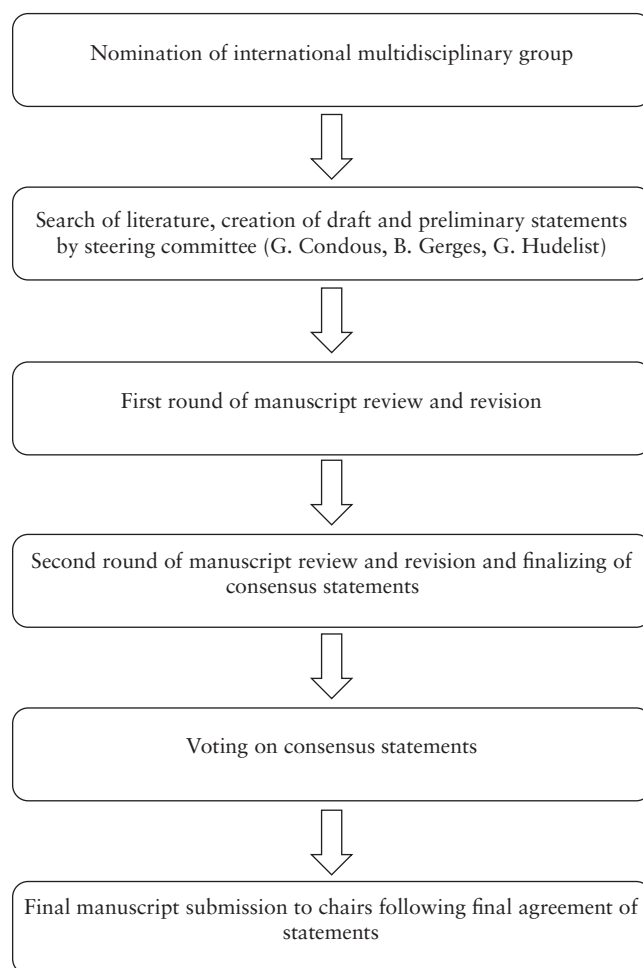 Nomination of international multidisciplinary group
Search of literature, creation of draft and preliminary statements
by steering committee (G. Condous, B. Gerges, G. Hudelist)
First round of manuscript review and revision
Second round of manuscript review and revision and finalizing of
consensus statements
Voting on consensus statements
Final manuscript submission to chairs following final agreement of
statements